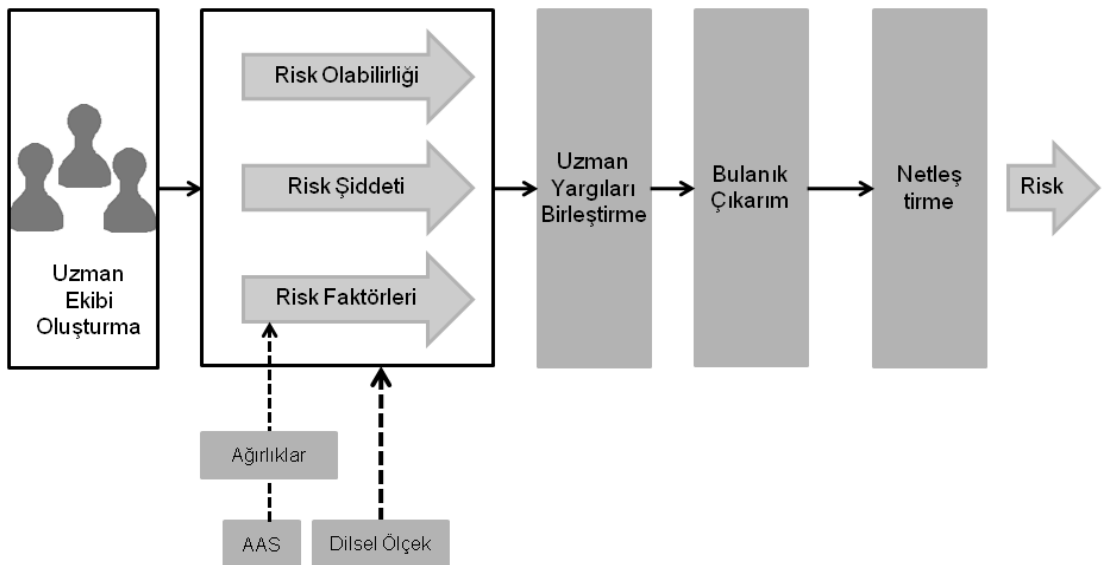 Uzman
Ekibi
Oluşturma
Risk Olabilirliği
Risk Şiddeti
Risk Faktörleri
Uzman
Yargıları
Birleştirme
Bulanık
Çıkarım
Netleş
tirme
Risk
Ağırlıklar
AAS
Dilsel Ölçek